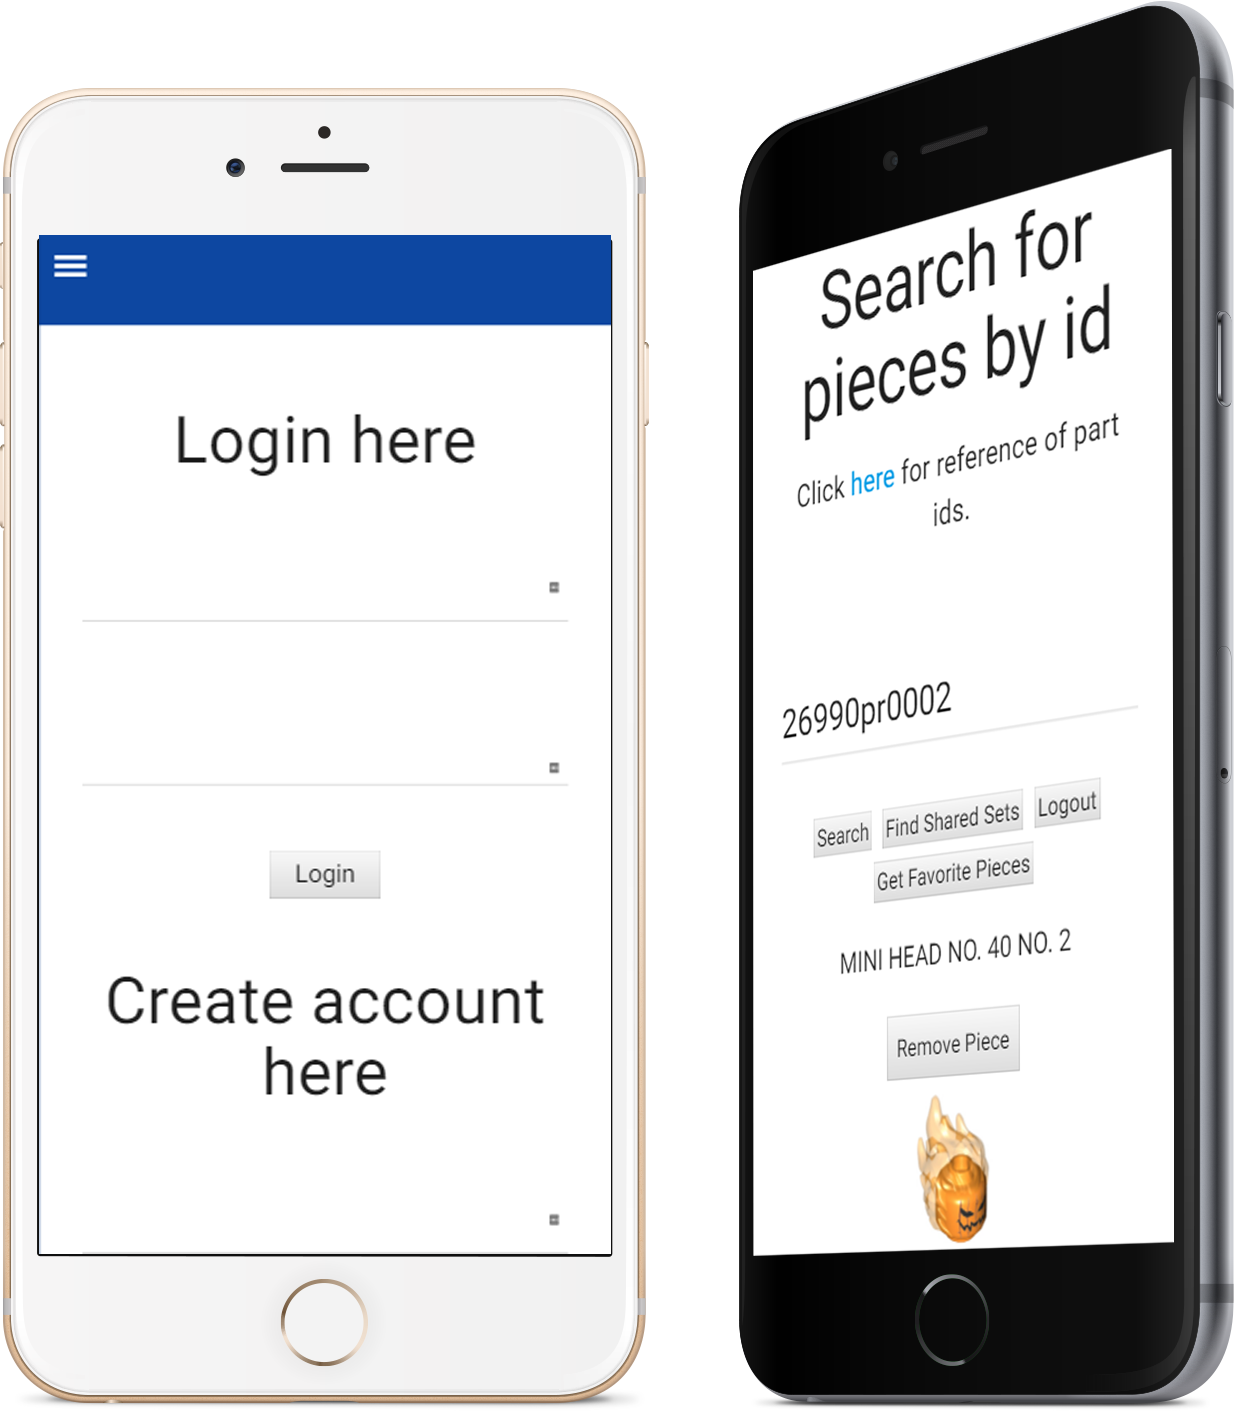 Login here
Login
Create account
here
Search for
pieces by id
Click here for reference of part
ids.
26990pr0002
Search Find Shared Sets Logout
Get Favorite Pieces
MINI HEAD NO. 40 NO. 2
Remove Piece